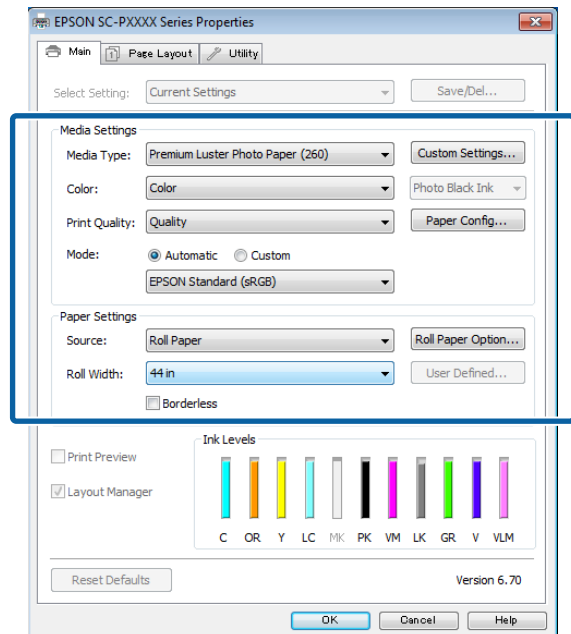 EPSON SC-PXXXX Series Properties
Main Page Layout Utility
Select Setting: Current Settings Save/Del...
Media Settings
Media Type: Premium Luster Photo Paper (260) Custom Settings...
Color: Color Photo Black Ink
Print Quality: Quality Paper Config...
Mode: Automatic Custom
EPSON Standard (sRGB)
Paper Settings
Source: Roll Paper Roll Paper Option...
Roll Width: 44 in User Defined...
Borderless
Ink Levels
Print Preview
Layout Manager
C OR Y LC MK PK VM LK GR V VLM
Reset Defaults Version 6.70
OK Cancel Help